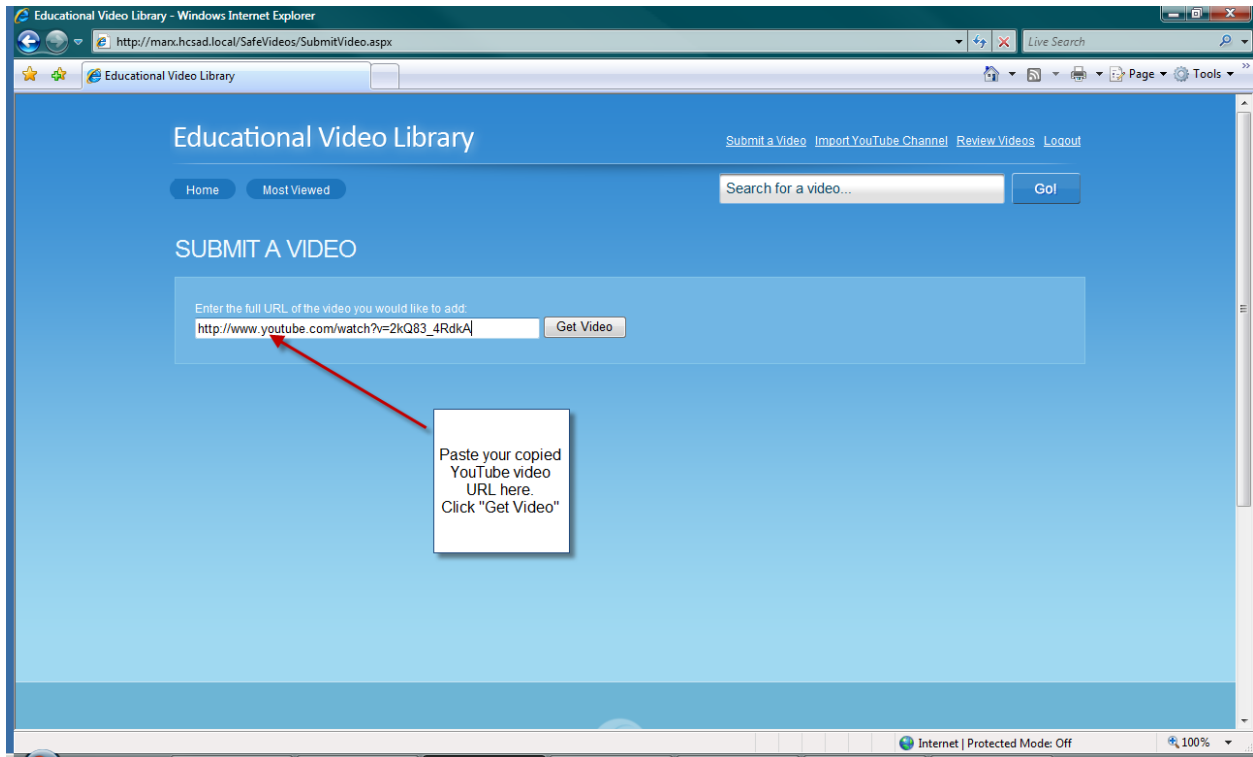 Educational Video Library - Windows Internet Explorer
http://marx.hcsad.local/SafeVideos/SubmitVideo.aspx
Live Search
Educational Video Library
Page
Tools
Educational Video Library
Submit a Video Import YouTube Channel Review Videos Logout
Home Most Viewed
Search for a video... Go!
SUBMIT A VIDEO
Enter the full URL of the video you would like to add:
http://www.youtube.com/watch?v=2kQ83_4RdkA Get Video
Paste your copied
YouTube video
URL here.
Click "Get Video"
Internet | Protected Mode: Off 100%